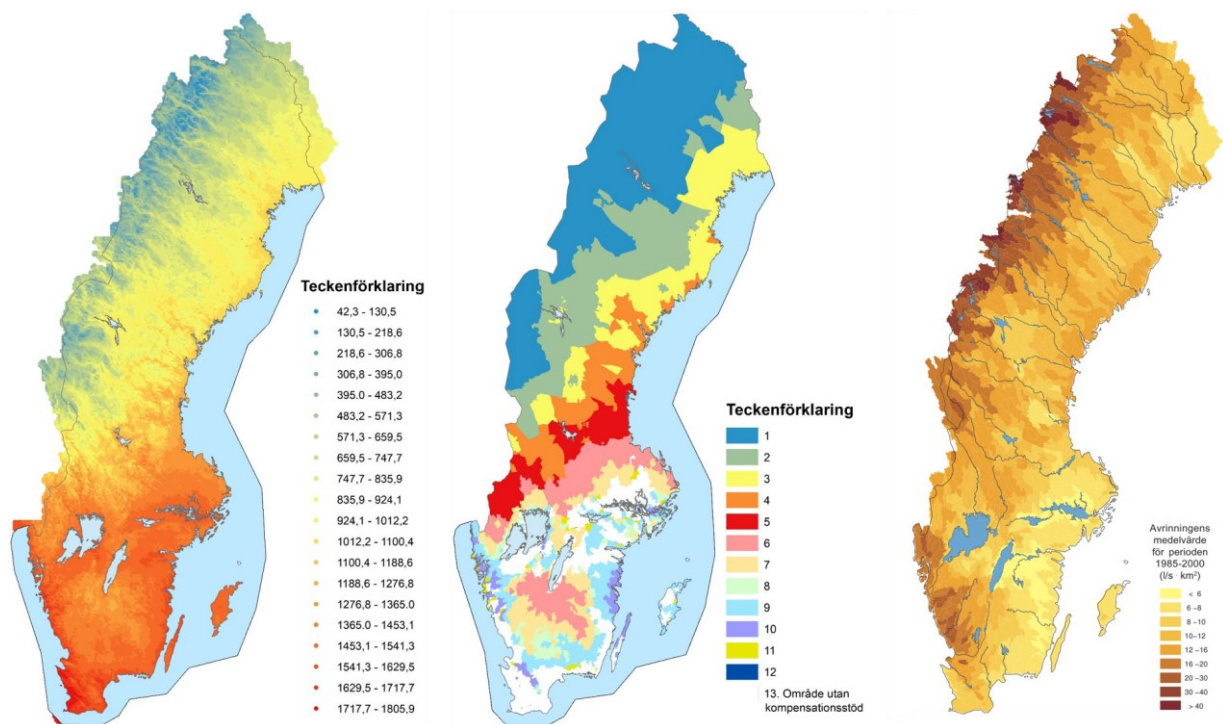 Teckenförklaring
42,3 - 130,5
130,5 - 218,6
218,6 - 306,8
306,8 - 395,0
395.0 - 483,2
483,2 - 571,3
571,3 - 659,5
659,5 - 747,7
747,7 - 835,9
835,9 - 924,1
924,1 - 1012,2
1012,2 - 1100,4
1100,4 - 1188,6
1188,6 - 1276,8
1276,8 - 1365.0
1365.0 - 1453,1
1453,1 - 1541,3
1541,3 - 1629,5
1629,5 - 1717,7
1717,7 - 1805,9
Teckenförklaring
1
2
3
4
5
6
7
8
9
10
11
12
13. Område utan
kompensationsstöd
Avrinningens
medelvärde
för perioden
1985-2000
(l/s · km²)
< 6
6 –8
8 –10
10 –12
12 –16
16 –20
20 –30
30 –40
> 40